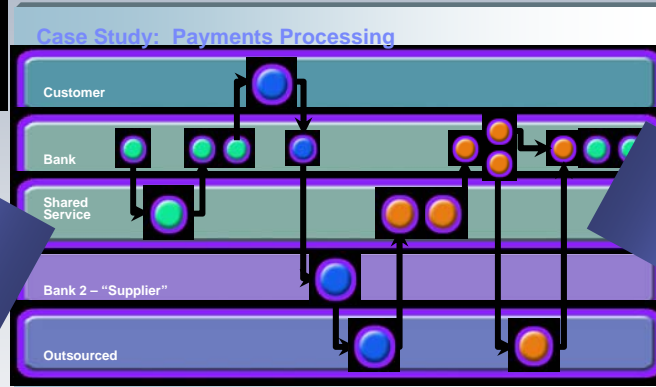 Case Study:  Payments Processing
Customer
Bank
Shared
Service
Bank 2 – “Supplier”
Outsourced